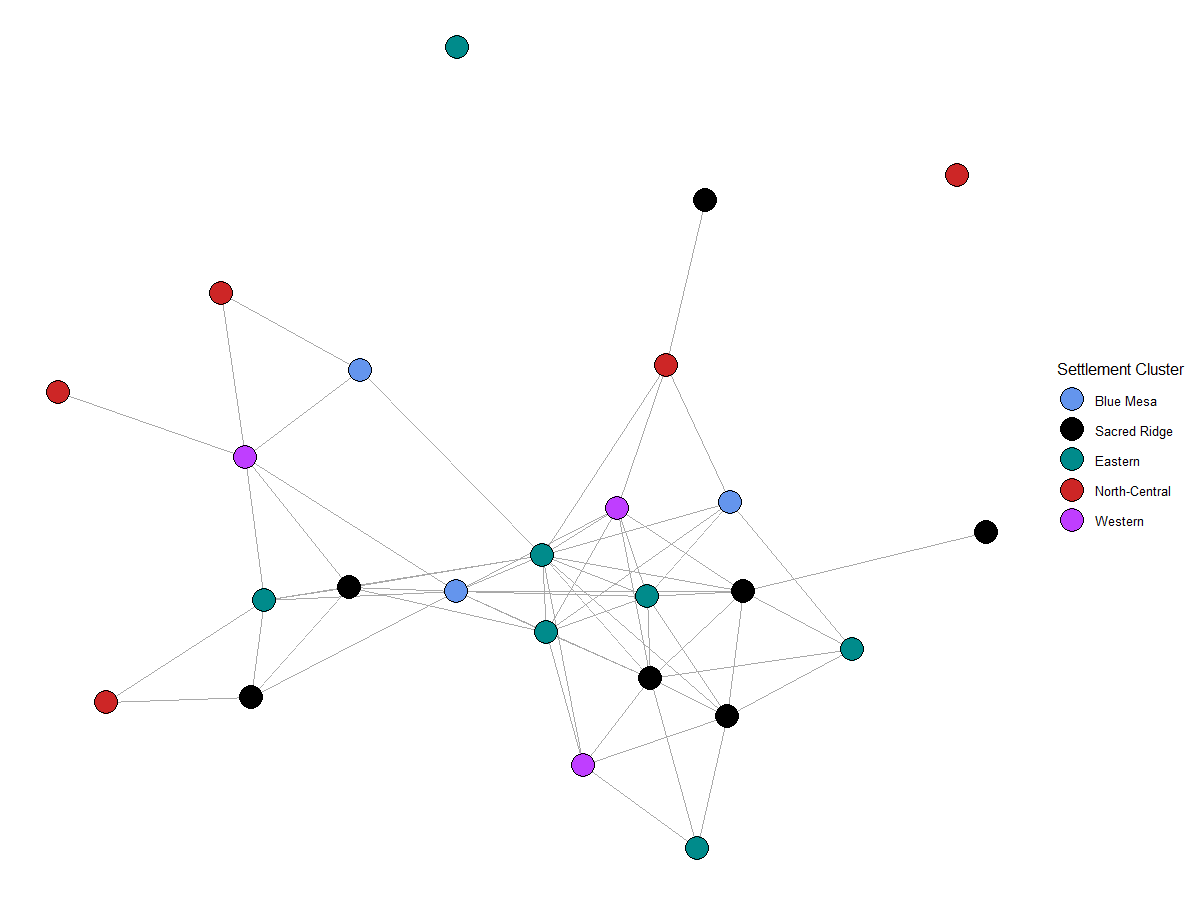 Settlement Cluster
Blue Mesa
Sacred Ridge
Eastern
North-Central
Western